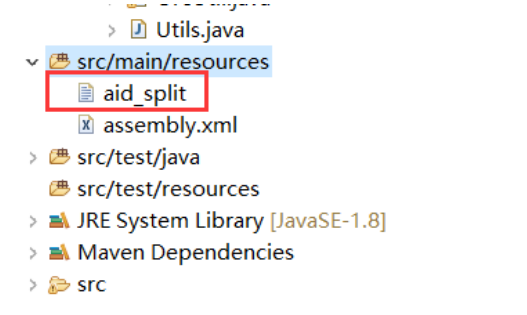 Utils.java
src/main/resources
aid_split
assembly.xml
src/test/java
src/test/resources
JRE System Library [JavaSE-1.8]
Maven Dependencies
src